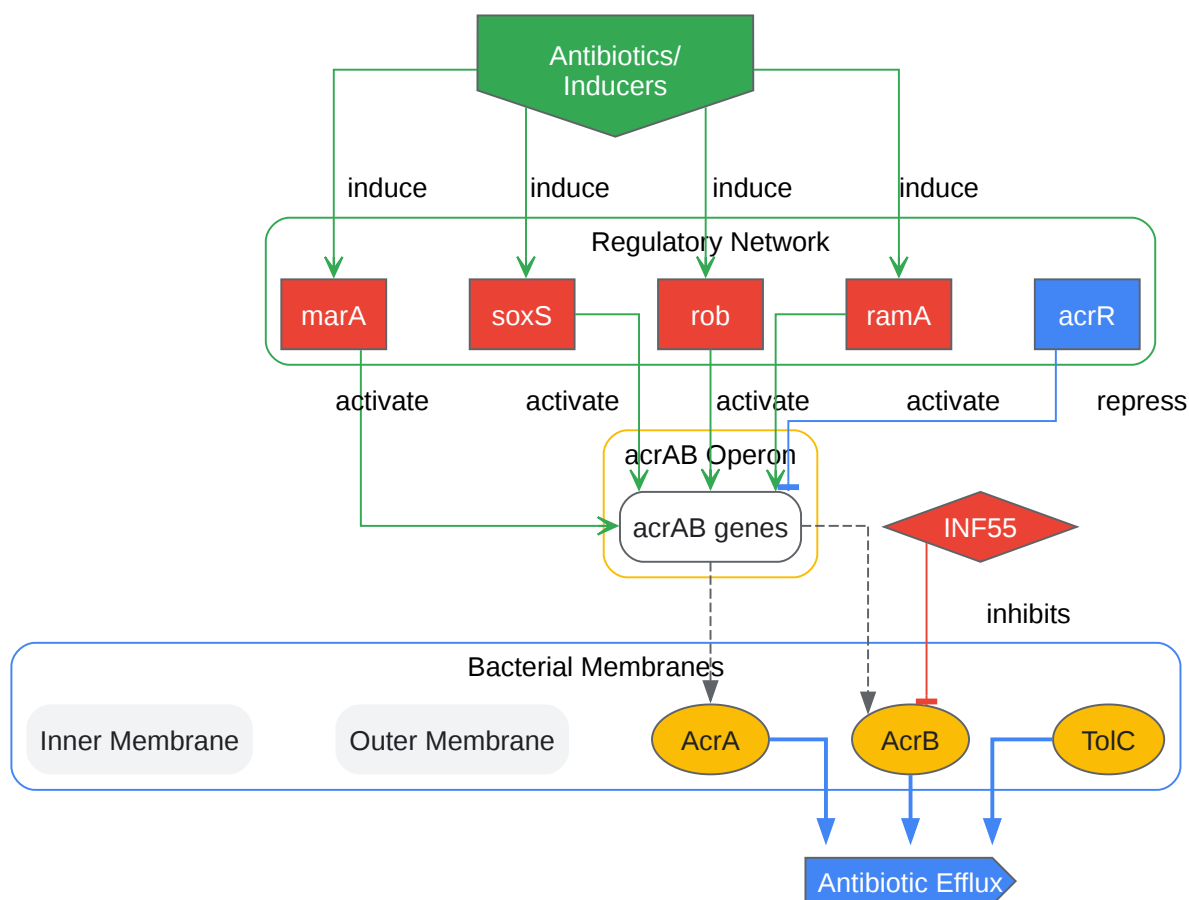 Antibiotics/
Inducers
induce
induce
induce
induce
Regulatory Network
marA
soxS
rob
ramA
acrR
activate
activate
activate
activate
repress
acrAB Operon
acrAB genes
INF55
inhibits
Bacterial Membranes
Inner Membrane
Outer Membrane
AcrA
AcrB
TolC
Antibiotic Efflux